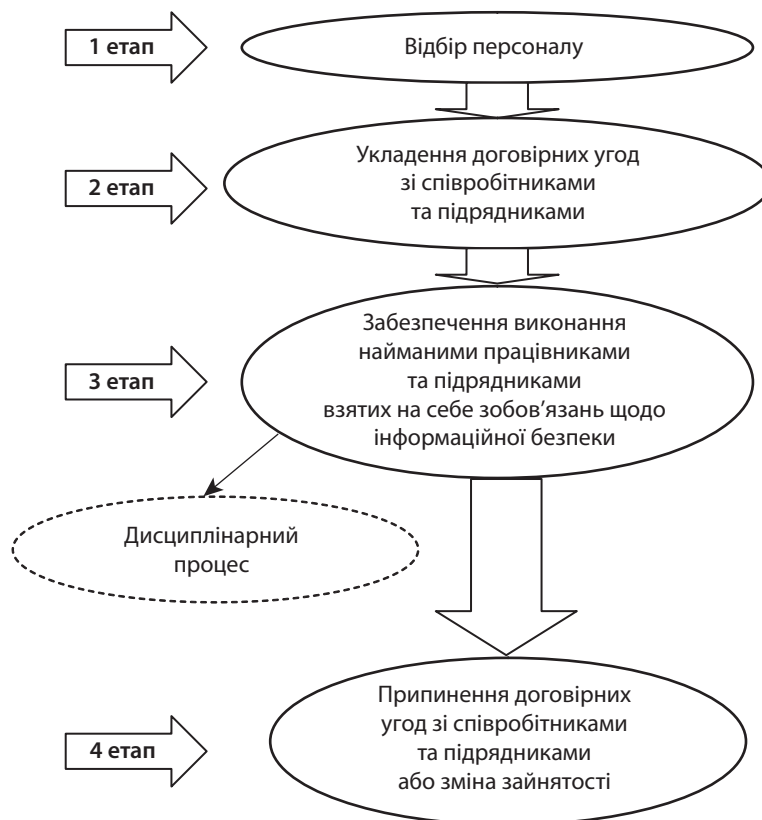 1 етап
Відбір персоналу
2 етап
Укладення договірних угод
зі співробітниками
та підрядниками
3 етап
Забезпечення виконання
найманими працівниками
та підрядниками
взятих на себе зобов’язань щодо
інформаційної безпеки
Дисциплінарний
процес
4 етап
Припинення договірних
угод зі співробітниками
та підрядниками
або зміна зайнятості